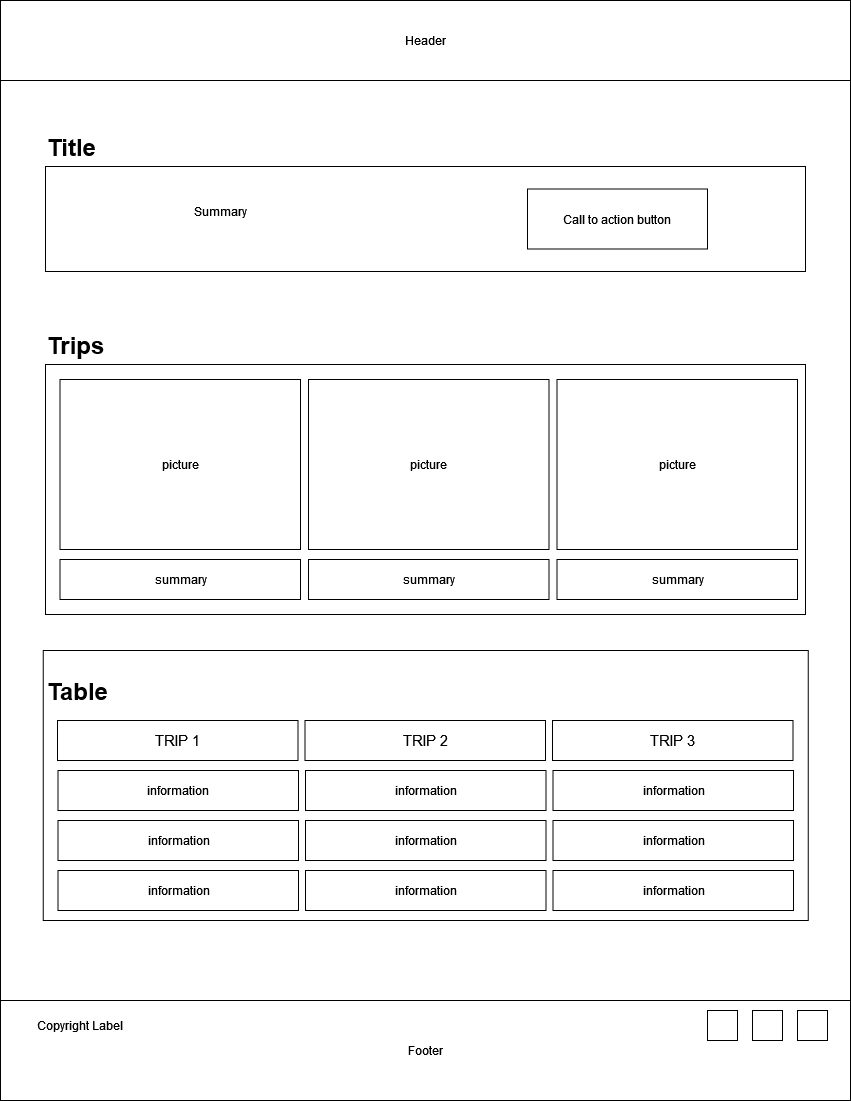 Header
Title
Summary
Call to action button
Trips
picture picture picture
summary summary summary
Table
TRIP 1 TRIP 2 TRIP 3
information information information
information information information
information information information
Copyright Label
Footer